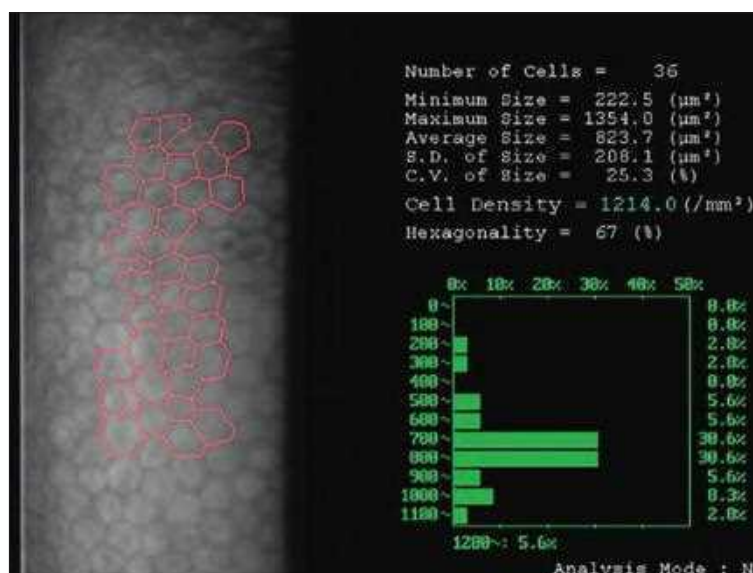 Number of Cells = 36
Minimum Size = 222.5 (µm²)
Maximum Size = 1354.0 (µm²)
Average Size = 823.7 (µm²)
S.D. of Size = 208.1 (µm²)
C.V. of Size = 25.3 (%)
Cell Density = 1214.0 (/mm²)
Hexagonality = 67 (%)
0% 10% 20% 30% 40% 50%
0~ 0.0%
100~ 0.0%
200~ 2.8%
300~ 2.8%
400~ 0.0%
500~ 5.6%
600~ 5.6%
700~ 30.6%
800~ 30.6%
900~ 5.6%
1000~ 8.3%
1100~ 2.8%
1200~: 5.6%
Analysis Mode :